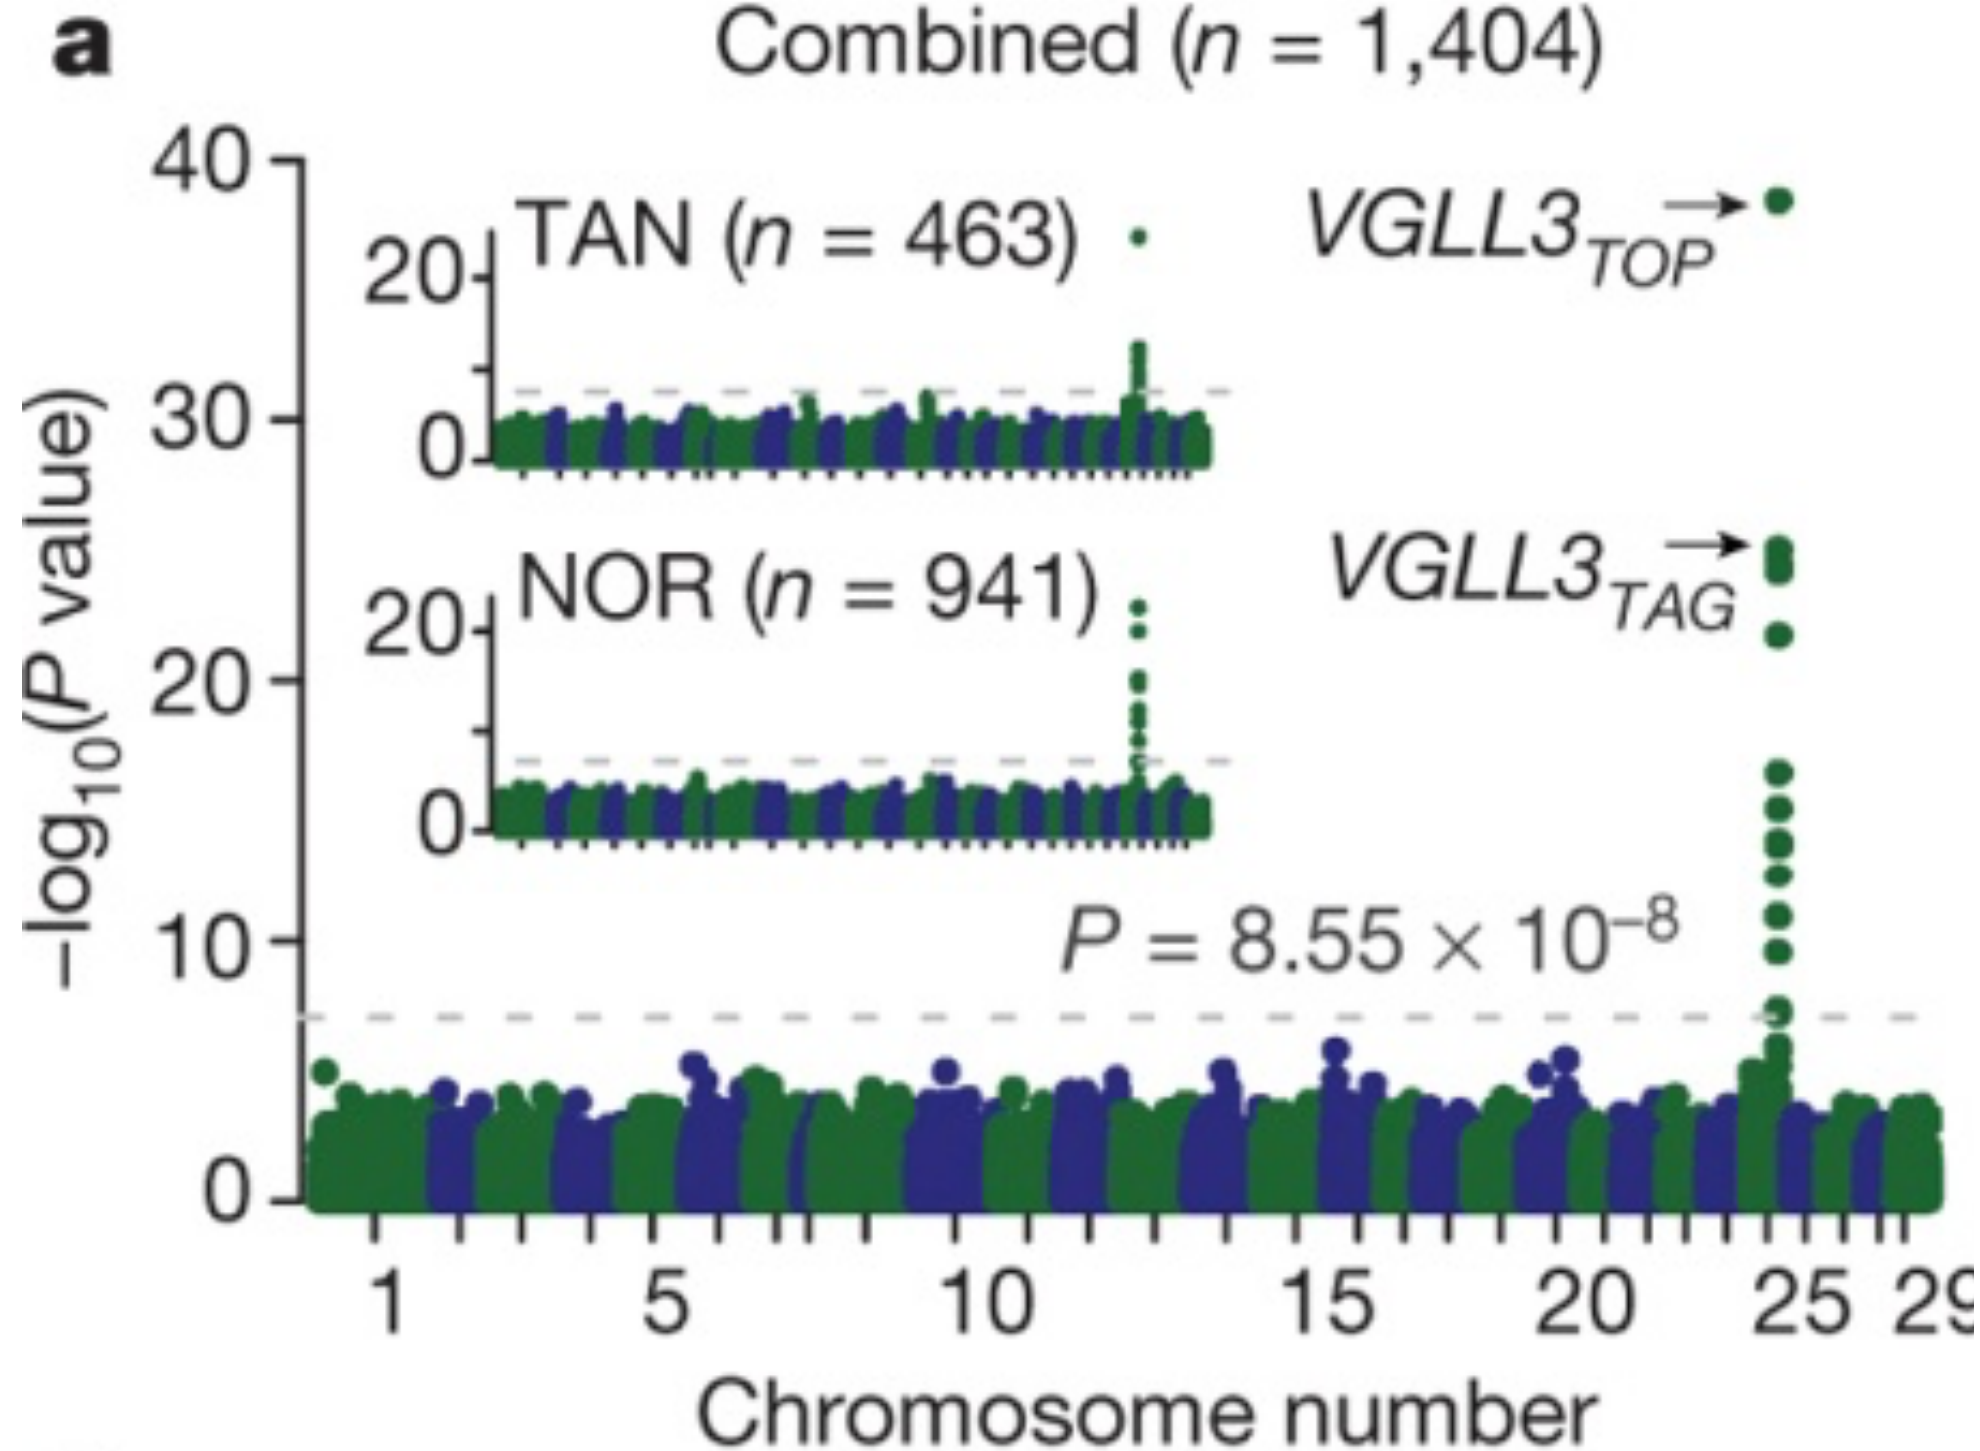 a
Combined (n = 1,404)
40
30
20
10
0
–log₁₀(P value)
TAN (n = 463)
20
0
NOR (n = 941)
20
0
VGLL3TOP
VGLL3TAG
P = 8.55 × 10⁻⁸
1 5 10 15 20 25 29
Chromosome number